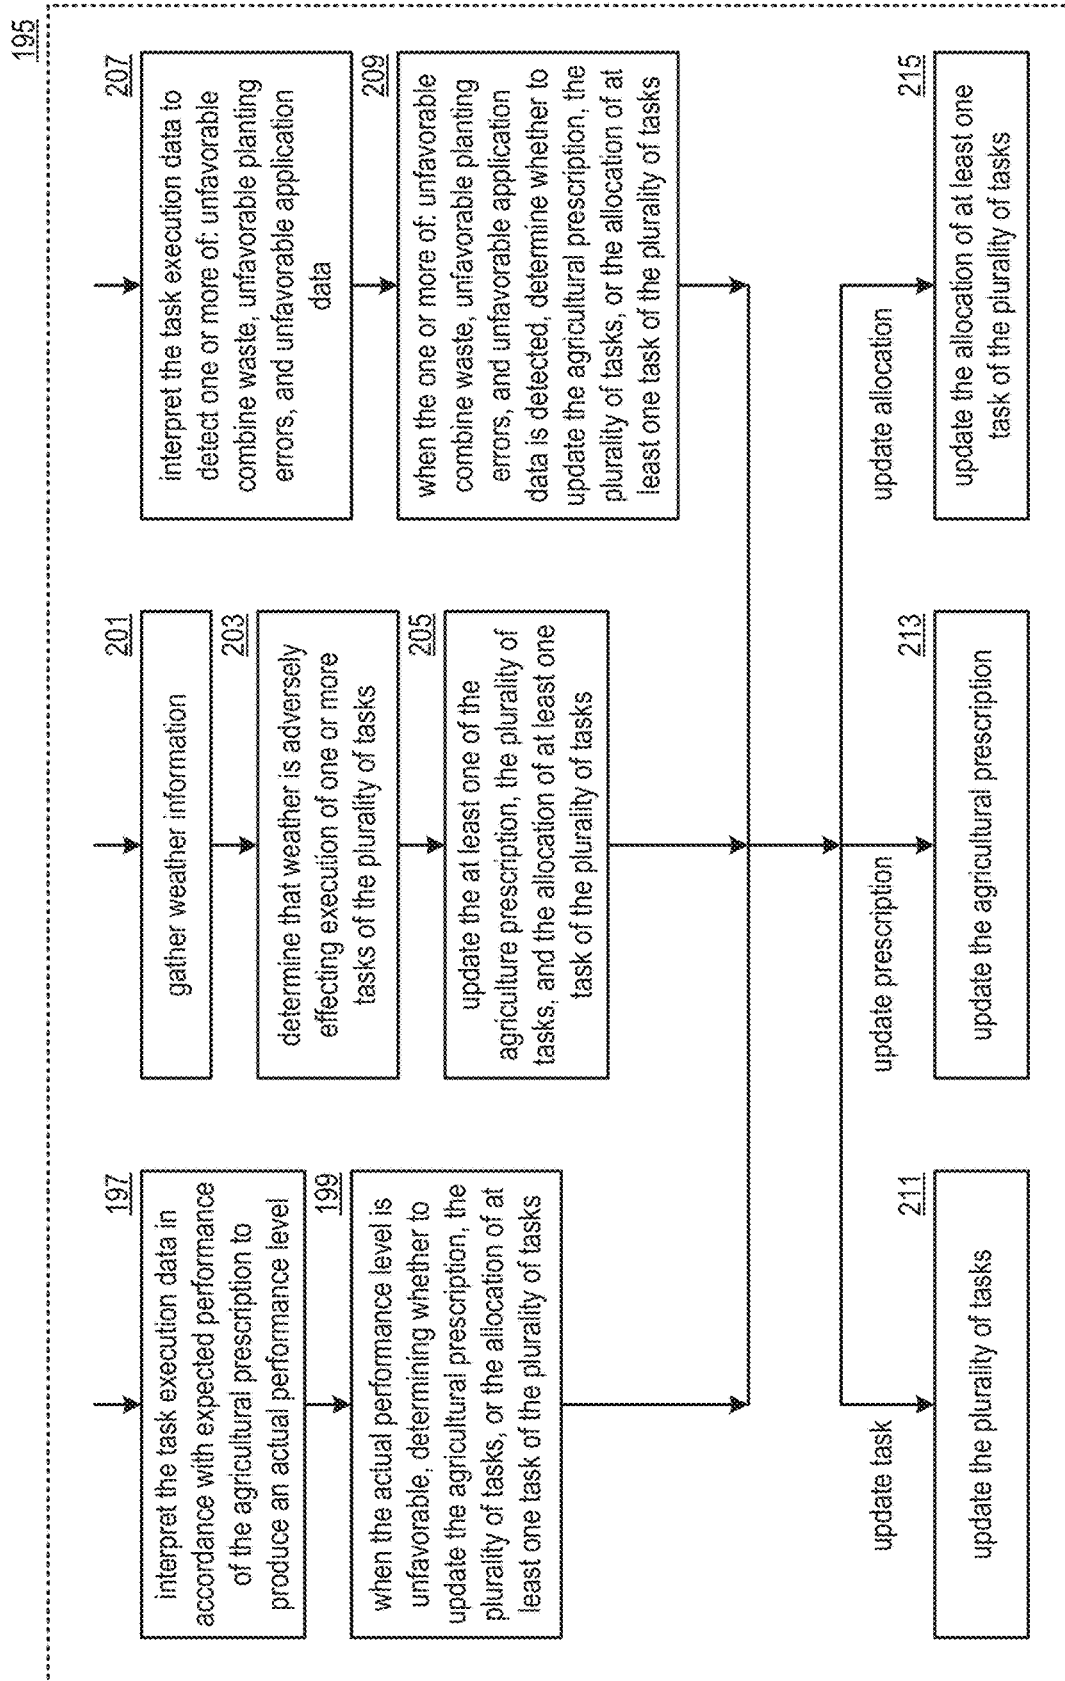 195
197
interpret the task execution data in
accordance with expected performance
of the agricultural prescription to
produce an actual performance level
199
when the actual performance level is
unfavorable, determining whether to
update the agricultural prescription, the
plurality of tasks, or the allocation of at
least one task of the plurality of tasks
201
gather weather information
203
determine that weather is adversely
effecting execution of one or more
tasks of the plurality of tasks
205
update the at least one of the
agriculture prescription, the plurality of
tasks, and the allocation of at least one
task of the plurality of tasks
207
interpret the task execution data to
detect one or more of: unfavorable
combine waste, unfavorable planting
errors, and unfavorable application
data
209
when the one or more of: unfavorable
combine waste, unfavorable planting
errors, and unfavorable application
data is detected, determine whether to
update the agricultural prescription, the
plurality of tasks, or the allocation of at
least one task of the plurality of tasks
update task
211
update the plurality of tasks
update prescription
213
update the agricultural prescription
update allocation
215
update the allocation of at least one
task of the plurality of tasks